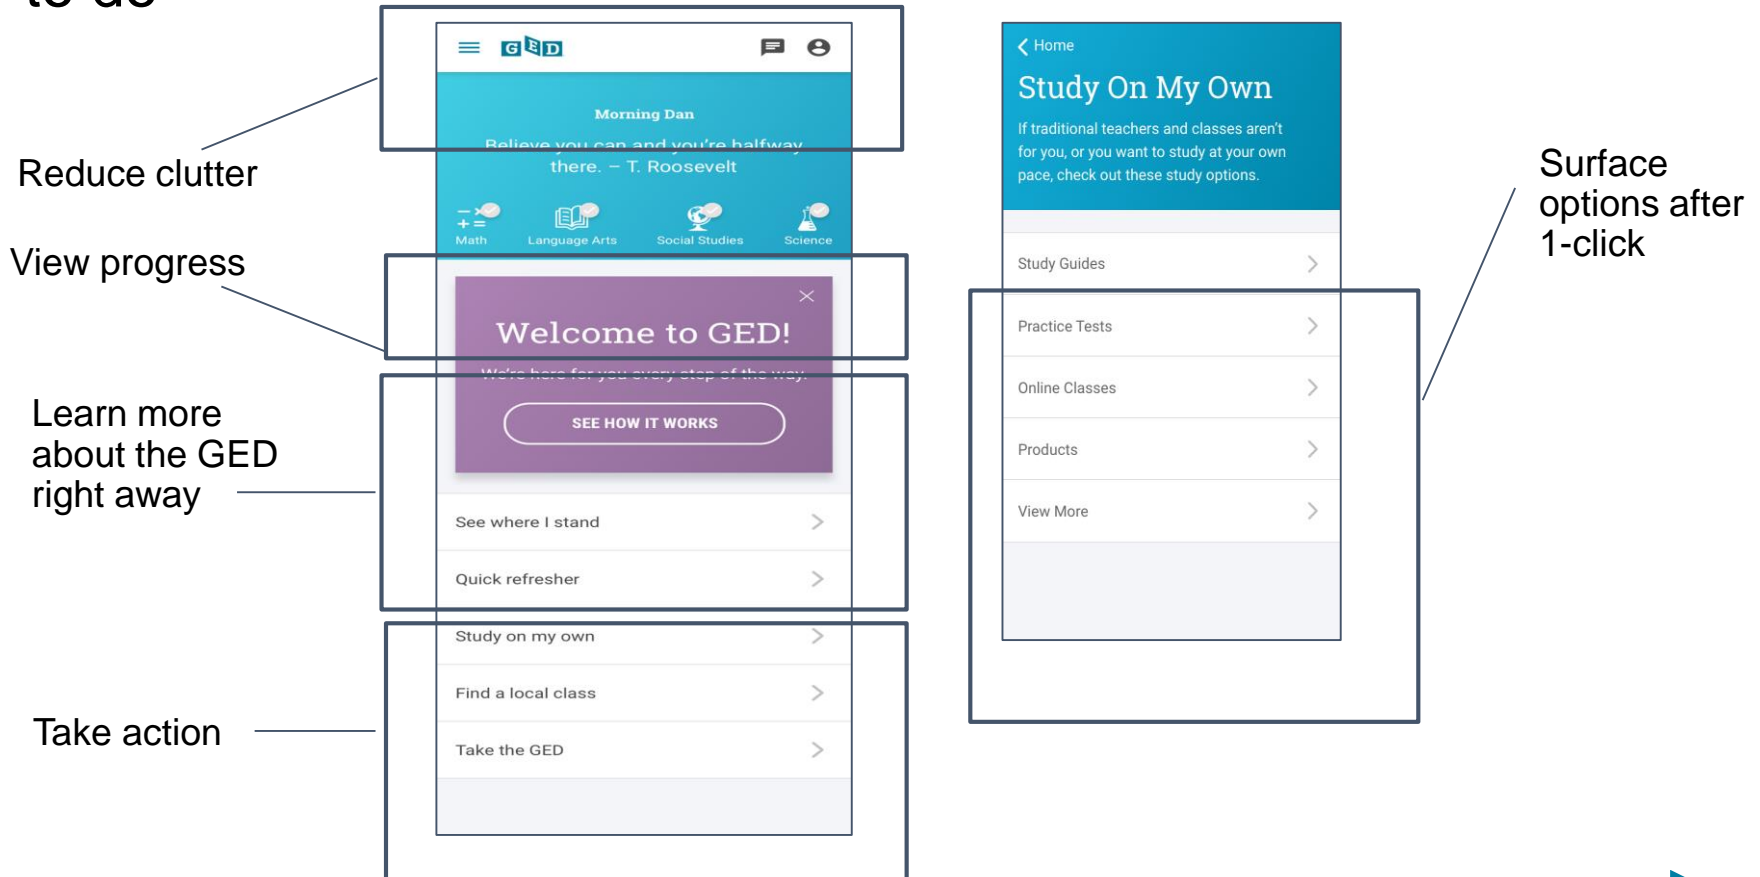 to do
Reduce clutter
View progress
Learn more
about the GED
right away
Take action
GED
Morning Dan
Believe you can and you're halfway
there. – T. Roosevelt
Math
Language Arts
Social Studies
Science
Welcome to GED!
We're here for you every step of the way.
SEE HOW IT WORKS
See where I stand
Quick refresher
Study on my own
Find a local class
Take the GED
Home
Study On My Own
If traditional teachers and classes aren't
for you, or you want to study at your own
pace, check out these study options.
Study Guides
Practice Tests
Online Classes
Products
View More
Surface
options after
1-click